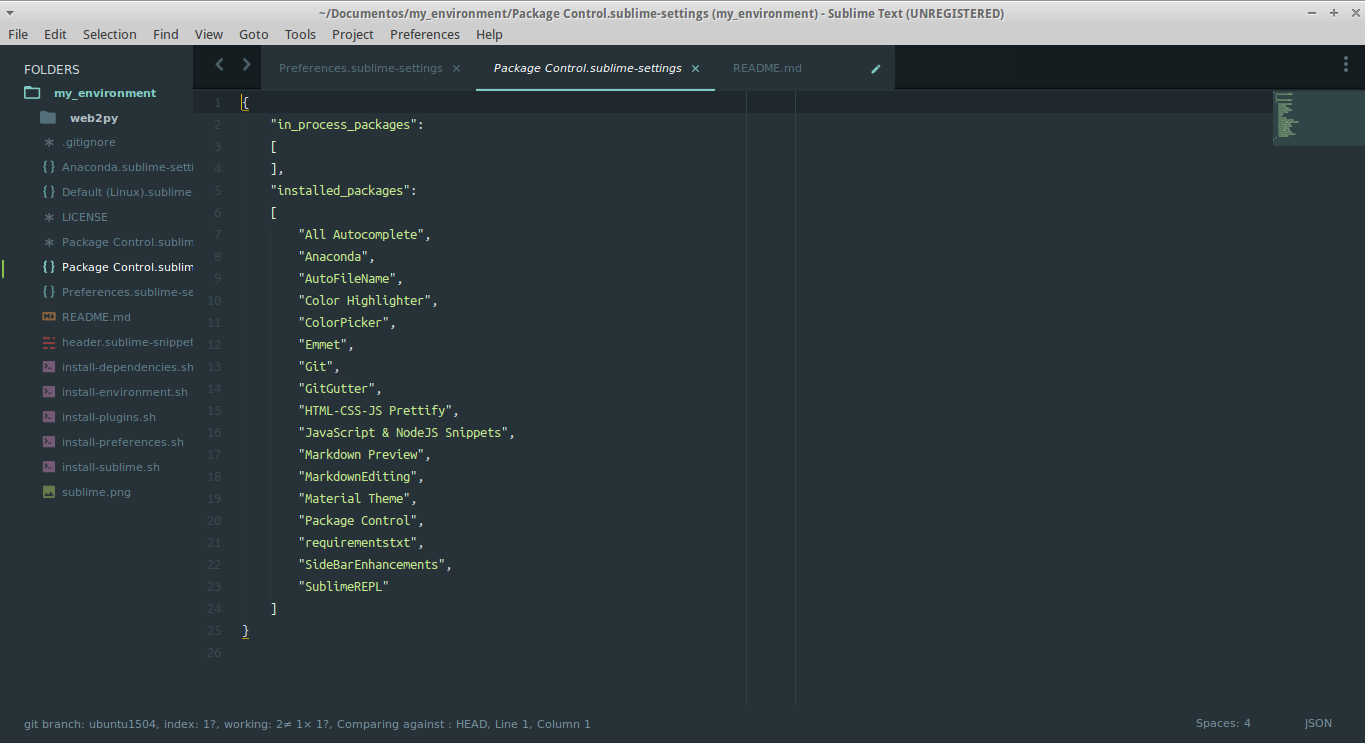 ~/Documentos/my_environment/Package Control.sublime-settings (my_environment) - Sublime Text (UNREGISTERED)
File Edit Selection Find View Goto Tools Project Preferences Help
FOLDERS
my_environment
web2py
.gitignore
Anaconda.sublime-setti
Default (Linux).sublime
LICENSE
Package Control.sublim
Package Control.sublim
Preferences.sublime-se
README.md
header.sublime-snippet
install-dependencies.sh
install-environment.sh
install-plugins.sh
install-preferences.sh
install-sublime.sh
sublime.png
Preferences.sublime-settings × Package Control.sublime-settings × README.md
1 {
2 "in_process_packages":
3 [
4 ],
5 "installed_packages":
6 [
7 "All Autocomplete",
8 "Anaconda",
9 "AutoFileName",
10 "Color Highlighter",
11 "ColorPicker",
12 "Emmet",
13 "Git",
14 "GitGutter",
15 "HTML-CSS-JS Prettify",
16 "JavaScript & NodeJS Snippets",
17 "Markdown Preview",
18 "MarkdownEditing",
19 "Material Theme",
20 "Package Control",
21 "requirementstxt",
22 "SideBarEnhancements",
23 "SublimeREPL"
24 ]
25 }
26
git branch: ubuntu1504, index: 1?, working: 2≠ 1× 1?, Comparing against : HEAD, Line 1, Column 1
Spaces: 4 JSON